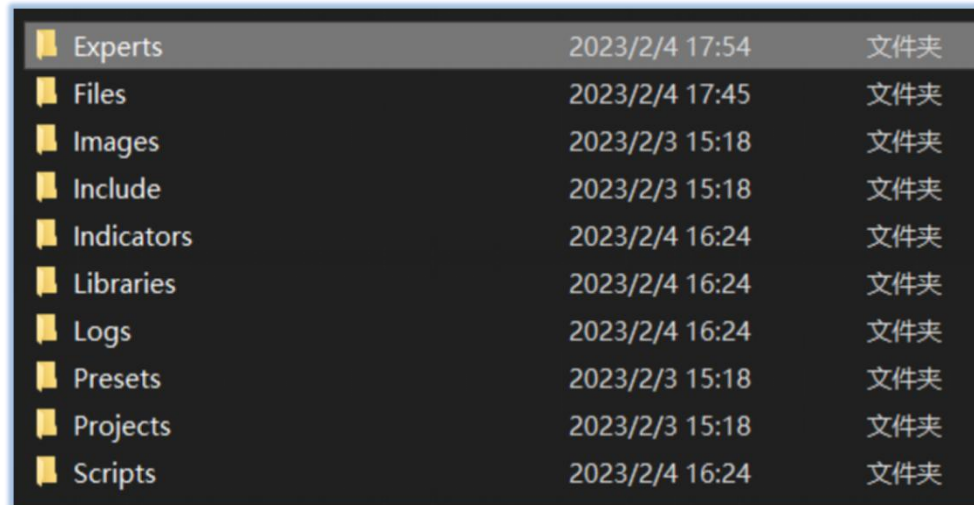 Experts 2023/2/4 17:54 文件夹
Files 2023/2/4 17:45 文件夹
Images 2023/2/3 15:18 文件夹
Include 2023/2/3 15:18 文件夹
Indicators 2023/2/4 16:24 文件夹
Libraries 2023/2/4 16:24 文件夹
Logs 2023/2/4 16:24 文件夹
Presets 2023/2/3 15:18 文件夹
Projects 2023/2/3 15:18 文件夹
Scripts 2023/2/4 16:24 文件夹